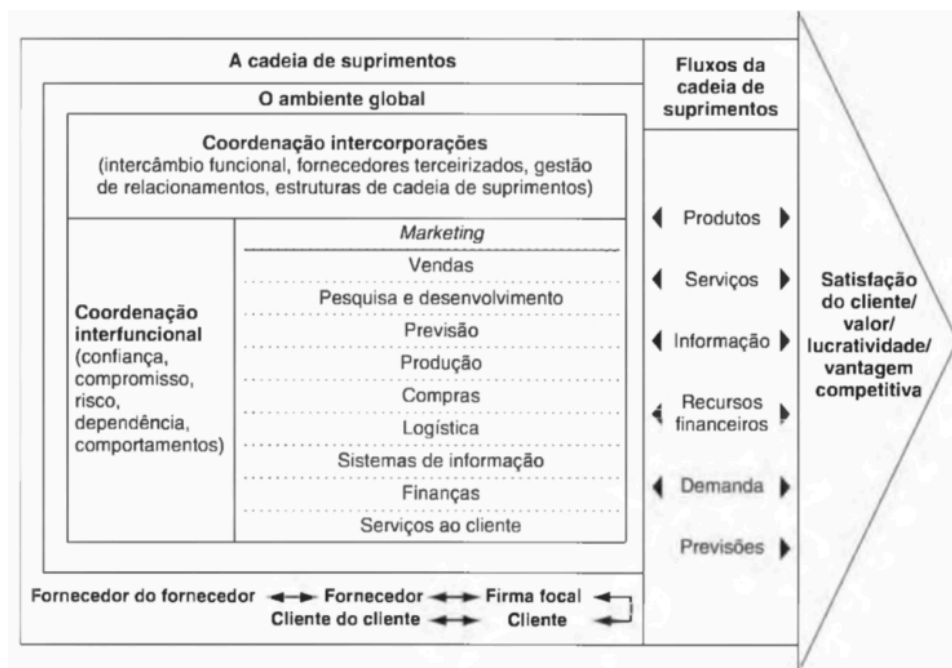 A cadeia de suprimentos
O ambiente global
Coordenação intercorporações
(intercâmbio funcional, fornecedores terceirizados, gestão
de relacionamentos, estruturas de cadeia de suprimentos)
Coordenação
interfuncional
(confiança,
compromisso,
risco,
dependência,
comportamentos)
Marketing
Vendas
Pesquisa e desenvolvimento
Previsão
Produção
Compras
Logística
Sistemas de informação
Finanças
Serviços ao cliente
Fornecedor do fornecedor Fornecedor Firma focal
Cliente do cliente Cliente
Fluxos da
cadeia de
suprimentos
Produtos
Serviços
Informação
Recursos
financeiros
Demanda
Previsões
Satisfação
do cliente/
valor/
lucratividade/
vantagem
competitiva